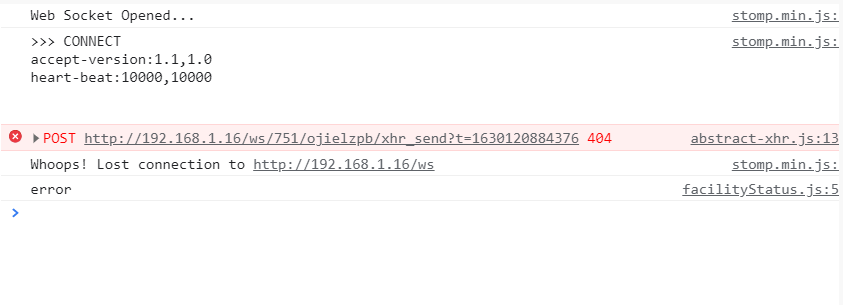 Web Socket Opened... stomp.min.js:
>>> CONNECT stomp.min.js:
accept-version:1.1,1.0
heart-beat:10000,10000
POST http://192.168.1.16/ws/751/ojielzpb/xhr_send?t=1630120884376 404 abstract-xhr.js:13
Whoops! Lost connection to http://192.168.1.16/ws stomp.min.js:
error facilityStatus.js:5